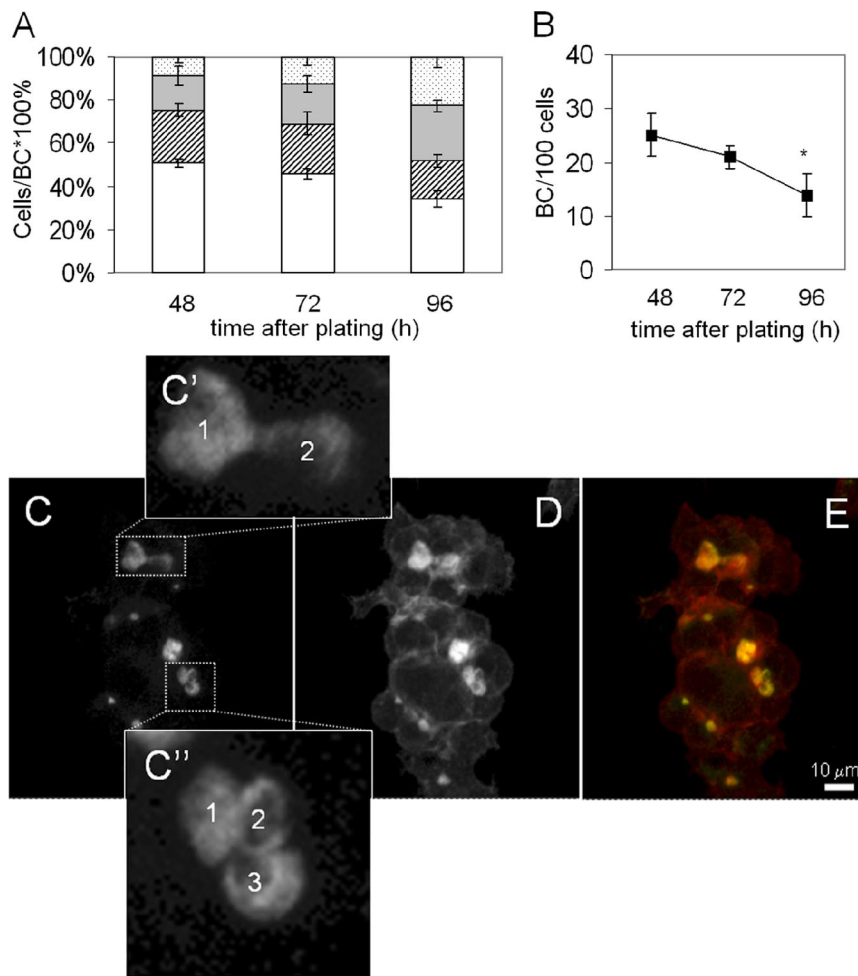 A
100%
80%
60%
40%
20%
0%
Cells/BC*100%
48 72 96
time after plating (h)
B
40
30
20
10
0
BC/100 cells
*
48 72 96
time after plating (h)
C'
1 2
C
D
E
10 μm
C''
1 2
3